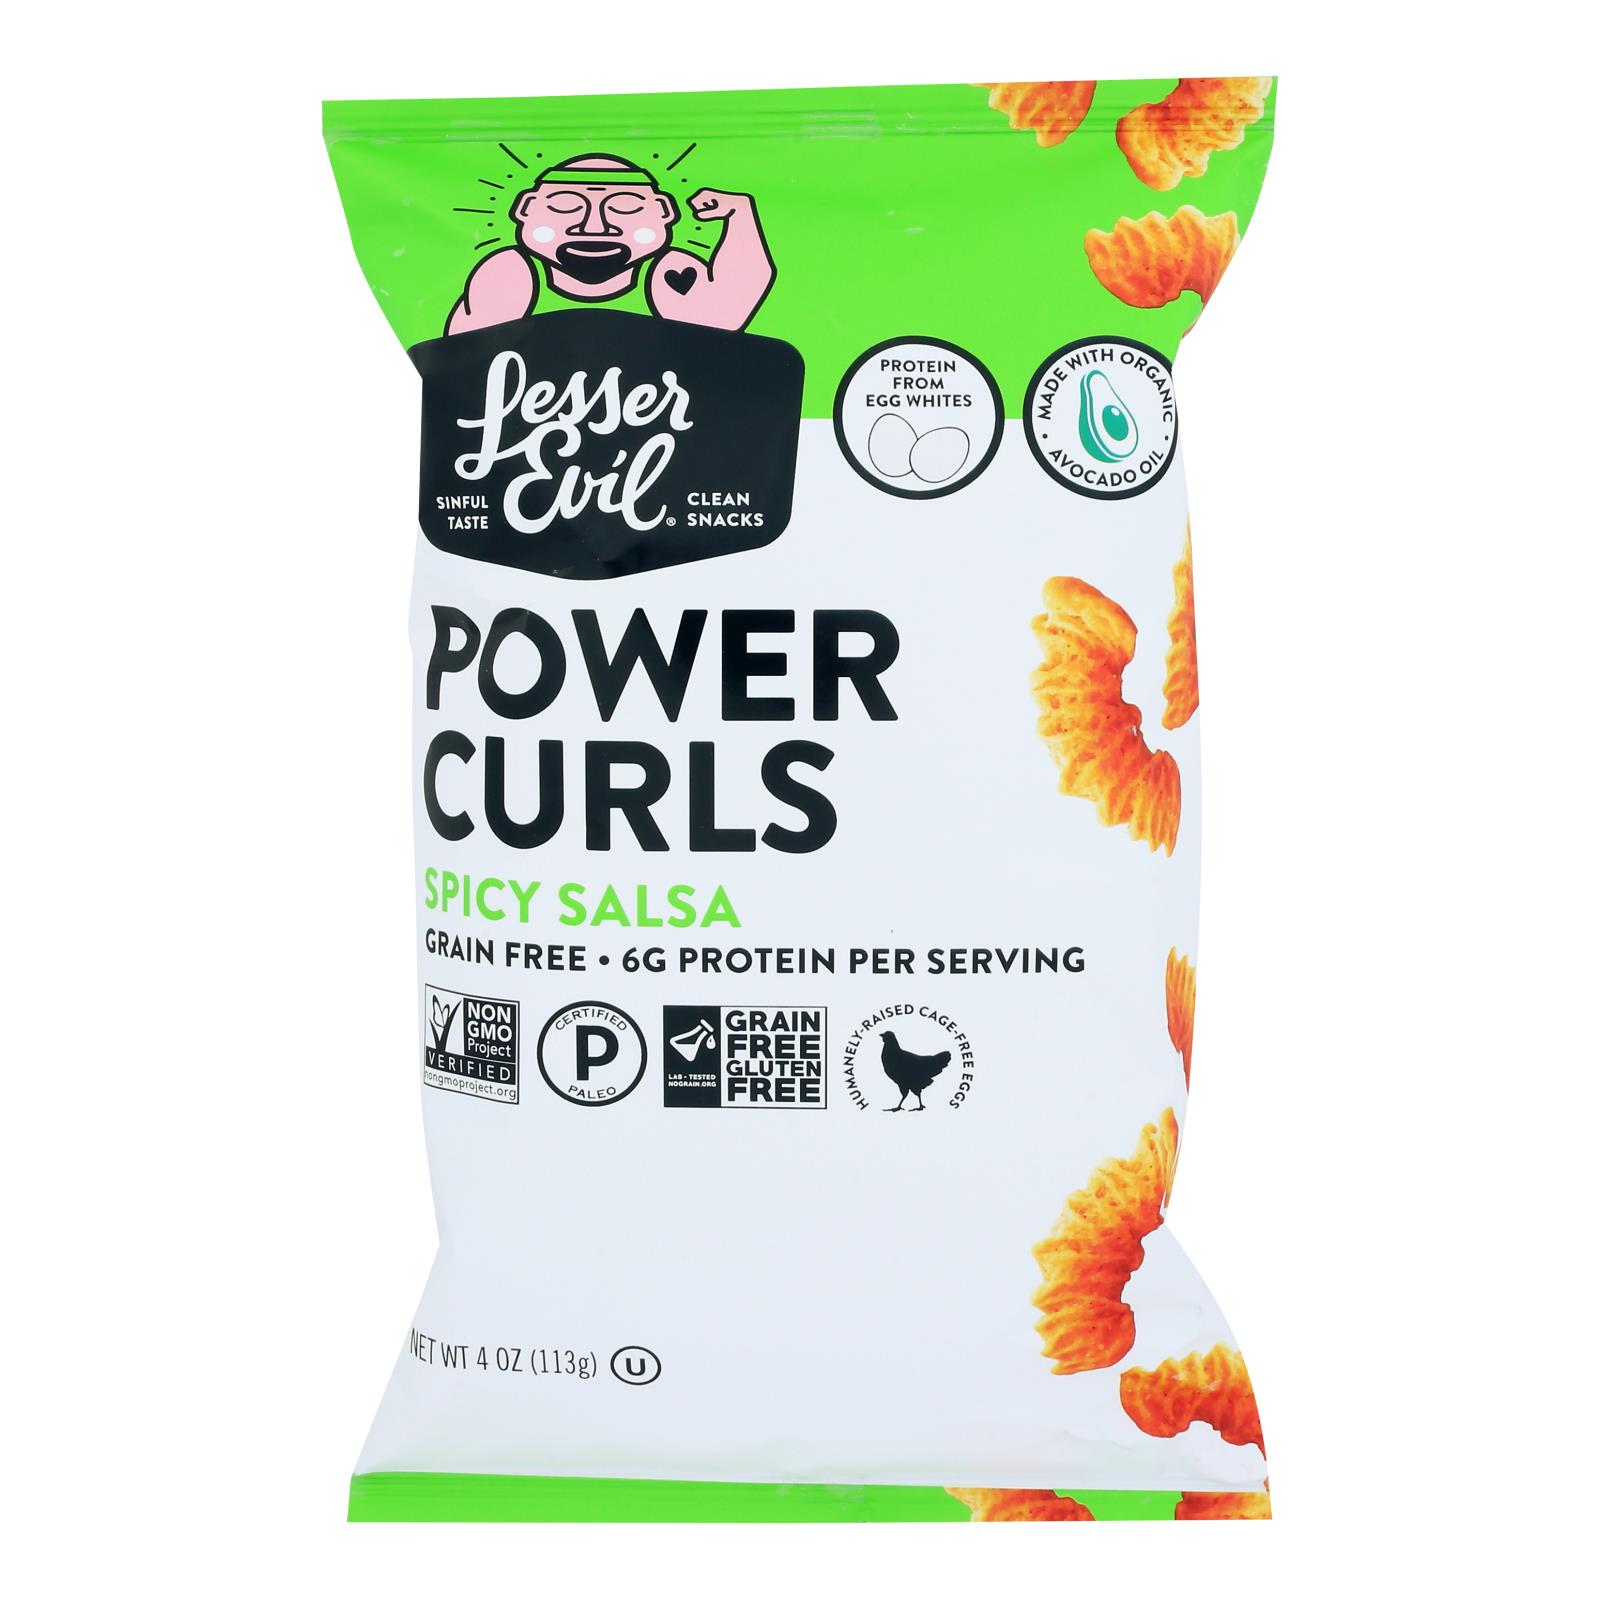 Lesser
Evil®
SINFUL
TASTE
CLEAN
SNACKS
PROTEIN
FROM
EGG WHITES
MADE WITH ORGANIC
• AVOCADO OIL •
POWER
CURLS
SPICY SALSA
GRAIN FREE • 6G PROTEIN PER SERVING
NON
GMO
Project
VERIFIED
nongmoproject.org
CERTIFIED
P
PALEO
LAB - TESTED
NOGRAIN.ORG
GRAIN
FREE
GLUTEN
FREE
HUMANELY-RAISED CAGE-FREE EGGS
NET WT 4 OZ (113g) U